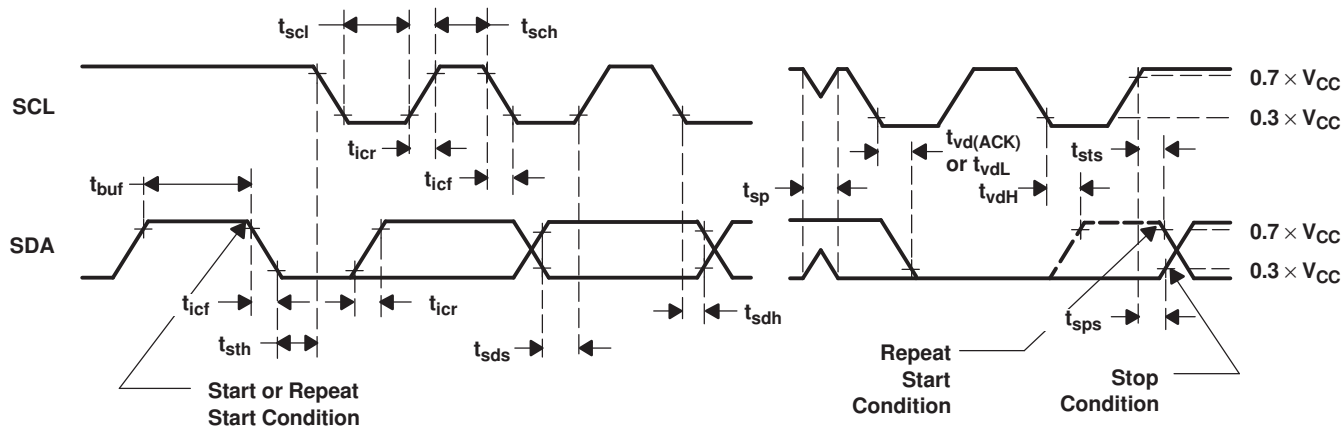 tscl
tsch
SCL
0.7 × VCC
0.3 × VCC
ticr
tvd(ACK)
or tvdL
tsts
tbuf
ticf
tsp
tvdH
SDA
0.7 × VCC
0.3 × VCC
ticf
ticr
tsdh
tsps
tsth
tsds
Start or Repeat
Start Condition
Repeat
Start
Condition
Stop
Condition